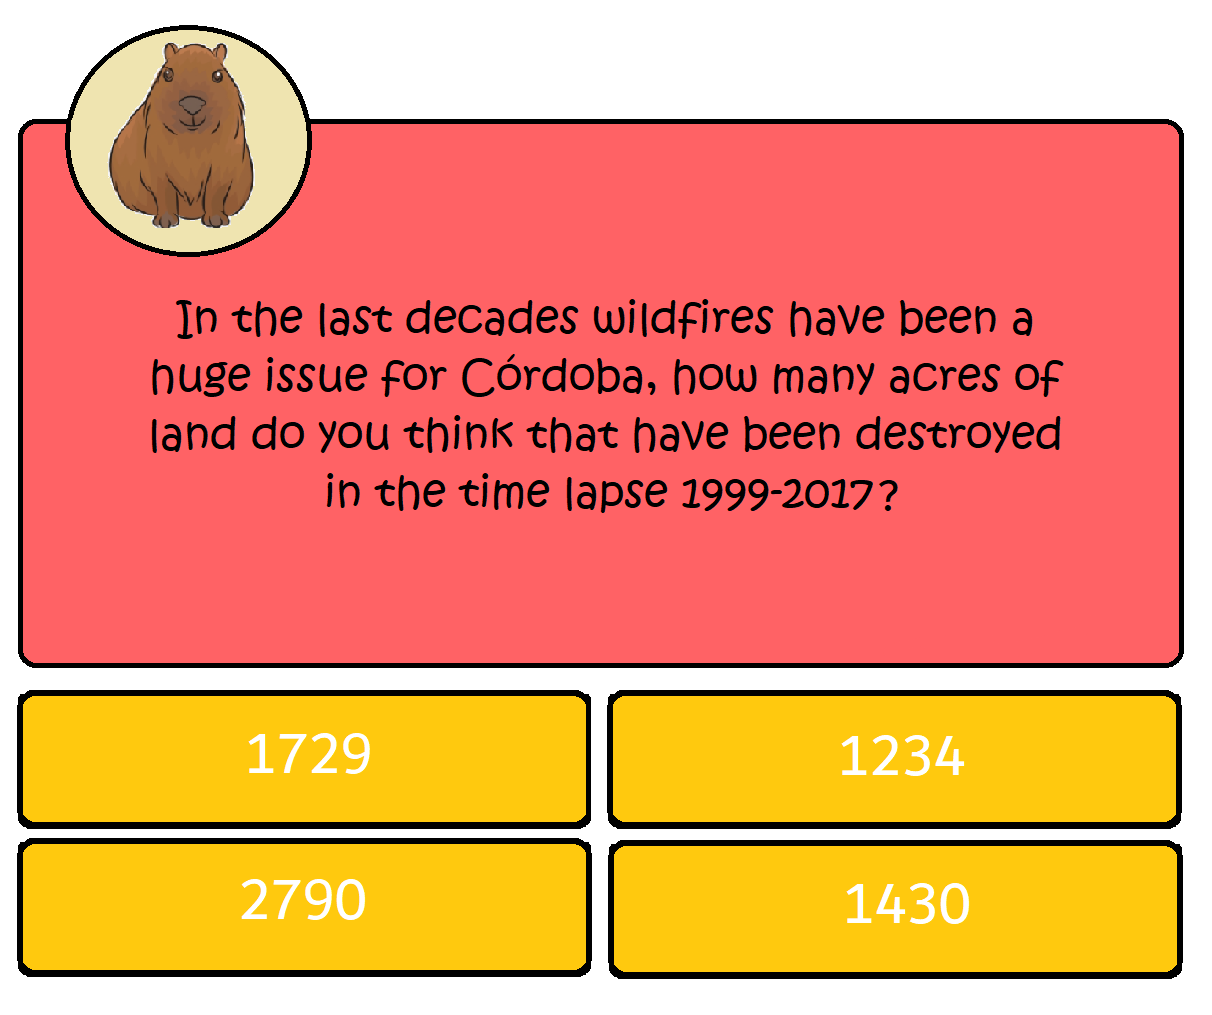 In the last decades wildfires have been a
huge issue for Córdoba, how many acres of
land do you think that have been destroyed
in the time lapse 1999-2017?
1729
1234
2790
1430